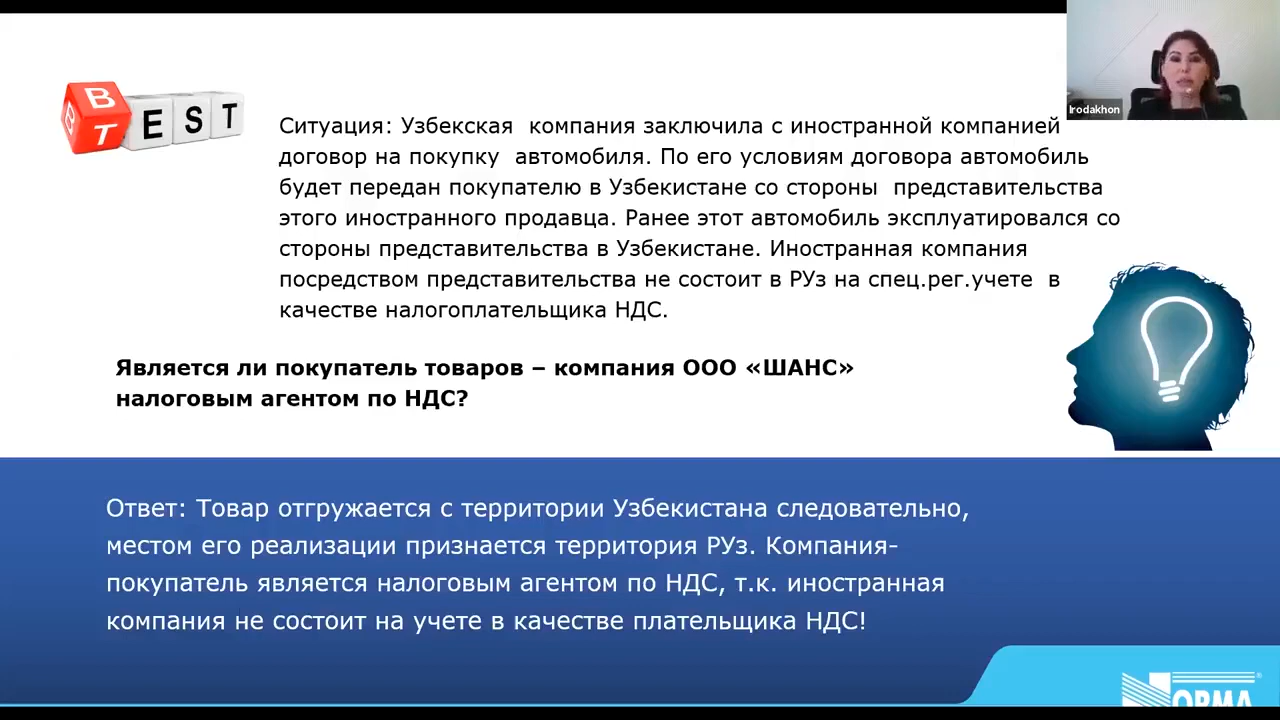 Irodakhon
B
B T E S T
Ситуация: Узбекская компания заключила с иностранной компанией
договор на покупку автомобиля. По его условиям договора автомобиль
будет передан покупателю в Узбекистане со стороны представительства
этого иностранного продавца. Ранее этот автомобиль эксплуатировался со
стороны представительства в Узбекистане. Иностранная компания
посредством представительства не состоит в РУз на спец.рег.учете в
качестве налогоплательщика НДС.
Является ли покупатель товаров – компания ООО «ШАНС»
налоговым агентом по НДС?
Ответ: Товар отгружается с территории Узбекистана следовательно,
местом его реализации признается территория РУз. Компания-
покупатель является налоговым агентом по НДС, т.к. иностранная
компания не состоит на учете в качестве плательщика НДС!
NОРМА®